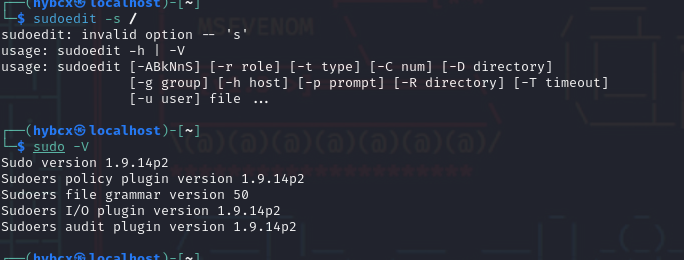 └─$ sudoedit -s /
sudoedit: invalid option -- 's'
usage: sudoedit -h | -V
usage: sudoedit [-ABkNnS] [-r role] [-t type] [-C num] [-D directory]
[-g group] [-h host] [-p prompt] [-R directory] [-T timeout]
[-u user] file ...
┌──(hybcx㉿localhost)-[~]
└─$ sudo -V
Sudo version 1.9.14p2
Sudoers policy plugin version 1.9.14p2
Sudoers file grammar version 50
Sudoers I/O plugin version 1.9.14p2
Sudoers audit plugin version 1.9.14p2
┌──(hybcx㉿localhost)-[~]
MSFVENOM
\(@)(@)(@)(@)(@)(@)(@)/